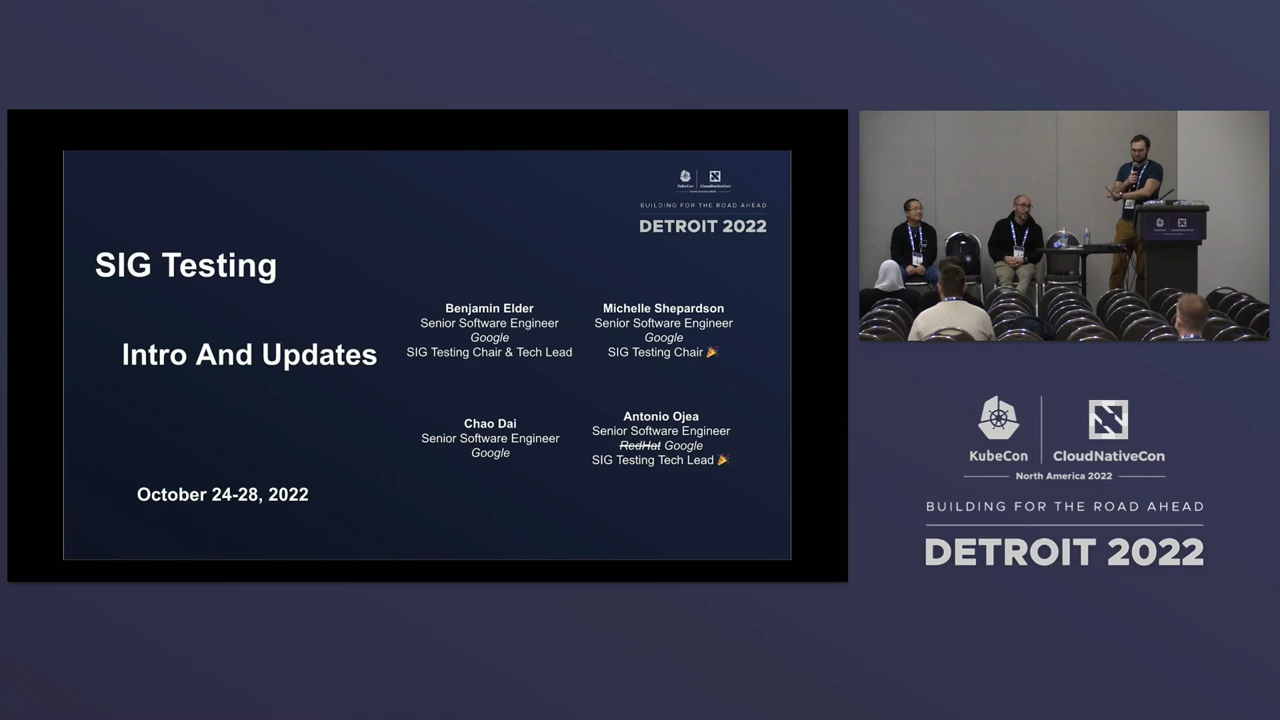 KubeCon
CloudNativeCon
North America 2022
BUILDING FOR THE ROAD AHEAD
DETROIT 2022
SIG Testing
Intro And Updates
Benjamin Elder
Senior Software Engineer
Google
SIG Testing Chair & Tech Lead
Michelle Shepardson
Senior Software Engineer
Google
SIG Testing Chair 🎉
Chao Dai
Senior Software Engineer
Google
Antonio Ojea
Senior Software Engineer
RedHat Google
SIG Testing Tech Lead 🎉
October 24-28, 2022
KubeCon
CloudNativeCon
North America 2022
BUILDING FOR THE ROAD AHEAD
DETROIT 2022